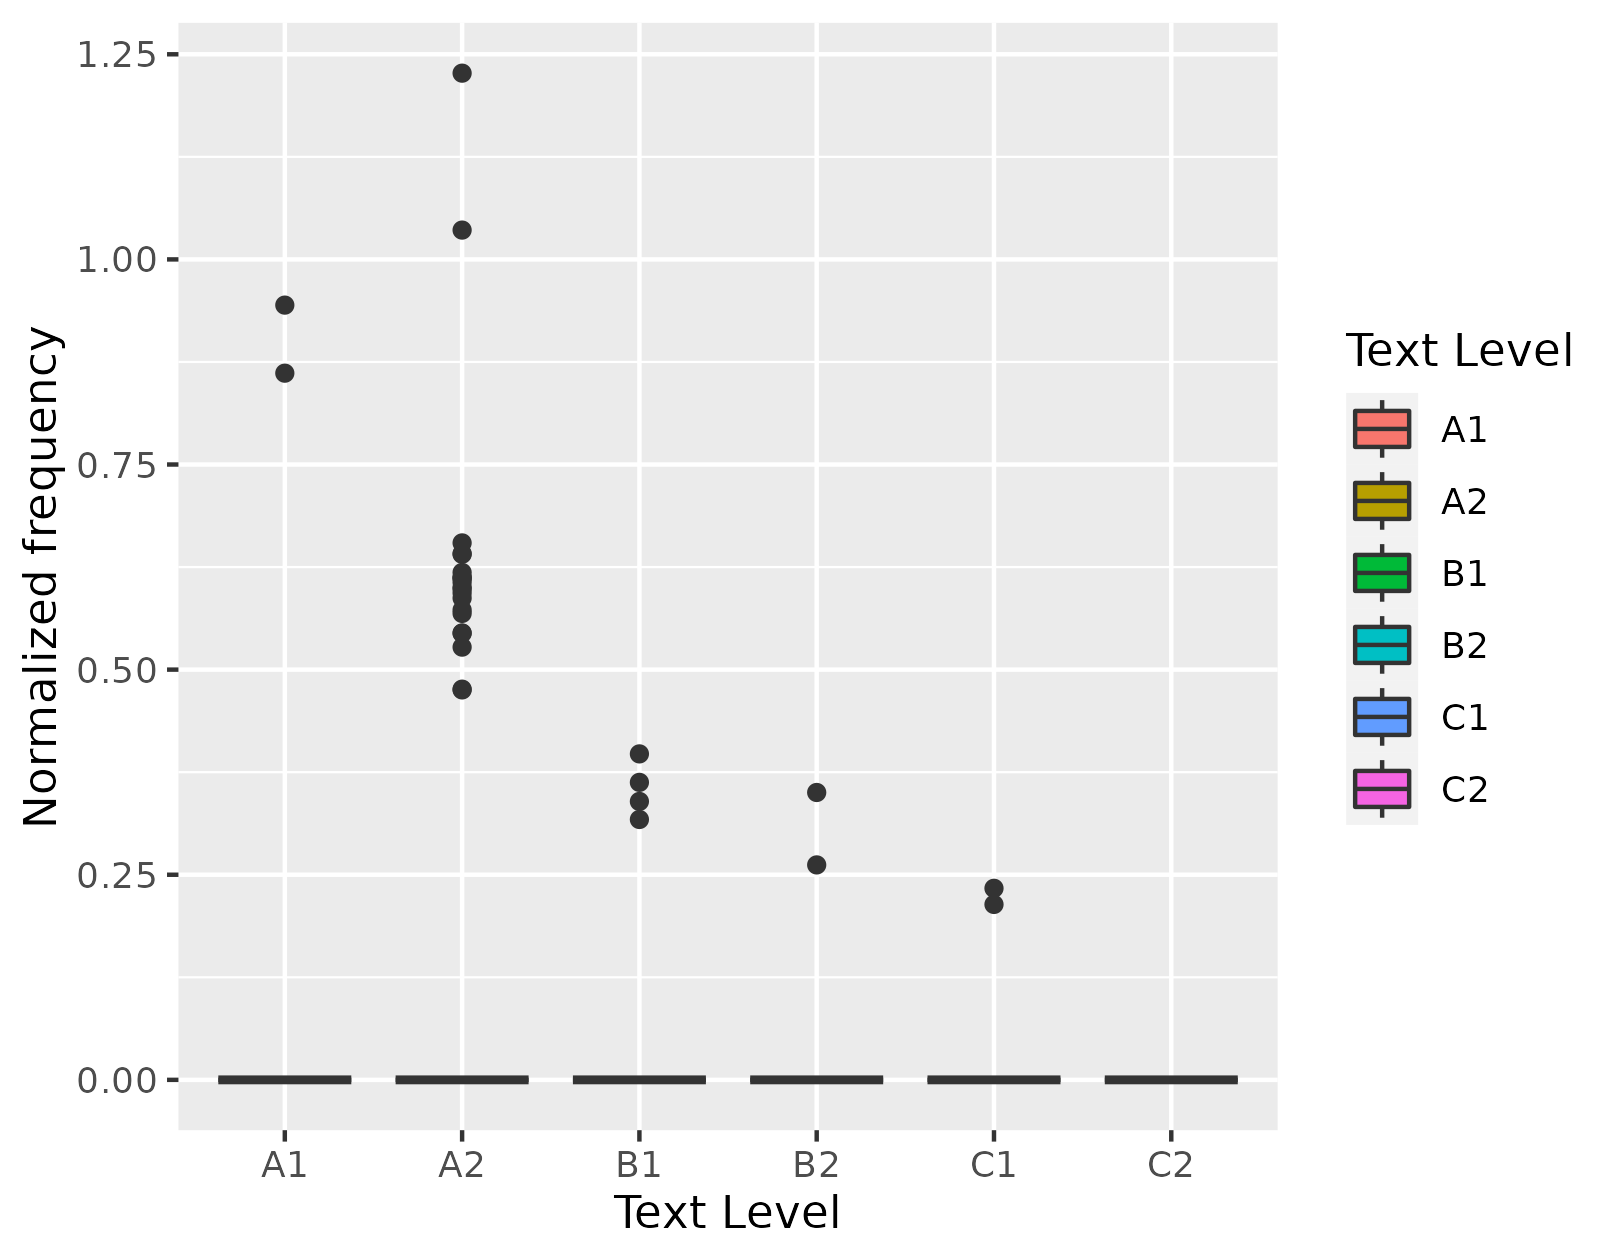 1.25
1.00
0.75
0.50
0.25
0.00
Normalized frequency
A1 A2 B1 B2 C1 C2
Text Level
Text Level
A1
A2
B1
B2
C1
C2